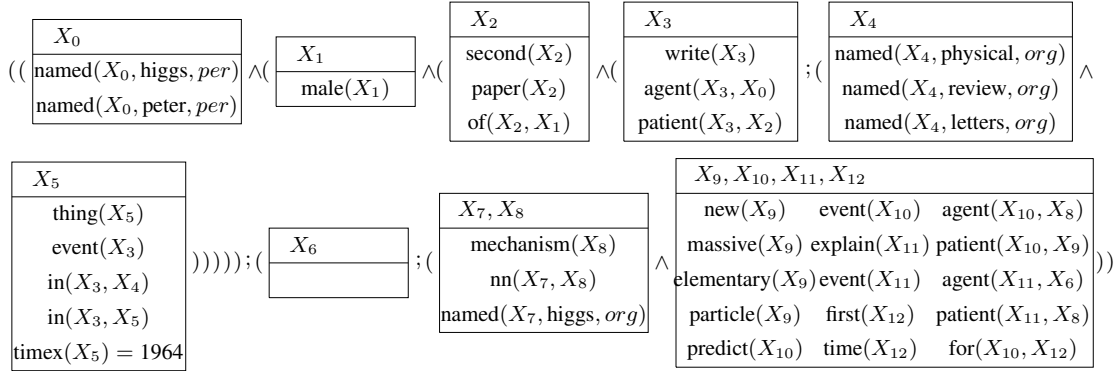 ((
X₀
named(X₀, higgs, per)
named(X₀, peter, per)
∧(
X₁
male(X₁)
∧(
X₂
second(X₂)
paper(X₂)
of(X₂, X₁)
∧(
X₃
write(X₃)
agent(X₃, X₀)
patient(X₃, X₂)
;(
X₄
named(X₄, physical, org)
named(X₄, review, org)
named(X₄, letters, org)
∧
X₅
thing(X₅)
event(X₃)
in(X₃, X₄)
in(X₃, X₅)
timex(X₅) = 1964
)))));(
X₆
;(
X₇, X₈
mechanism(X₈)
nn(X₇, X₈)
named(X₇, higgs, org)
∧
X₉, X₁₀, X₁₁, X₁₂
new(X₉) event(X₁₀) agent(X₁₀, X₈)
massive(X₉) explain(X₁₁) patient(X₁₀, X₉)
elementary(X₉) event(X₁₁) agent(X₁₁, X₆)
particle(X₉) first(X₁₂) patient(X₁₁, X₈)
predict(X₁₀) time(X₁₂) for(X₁₀, X₁₂)
))